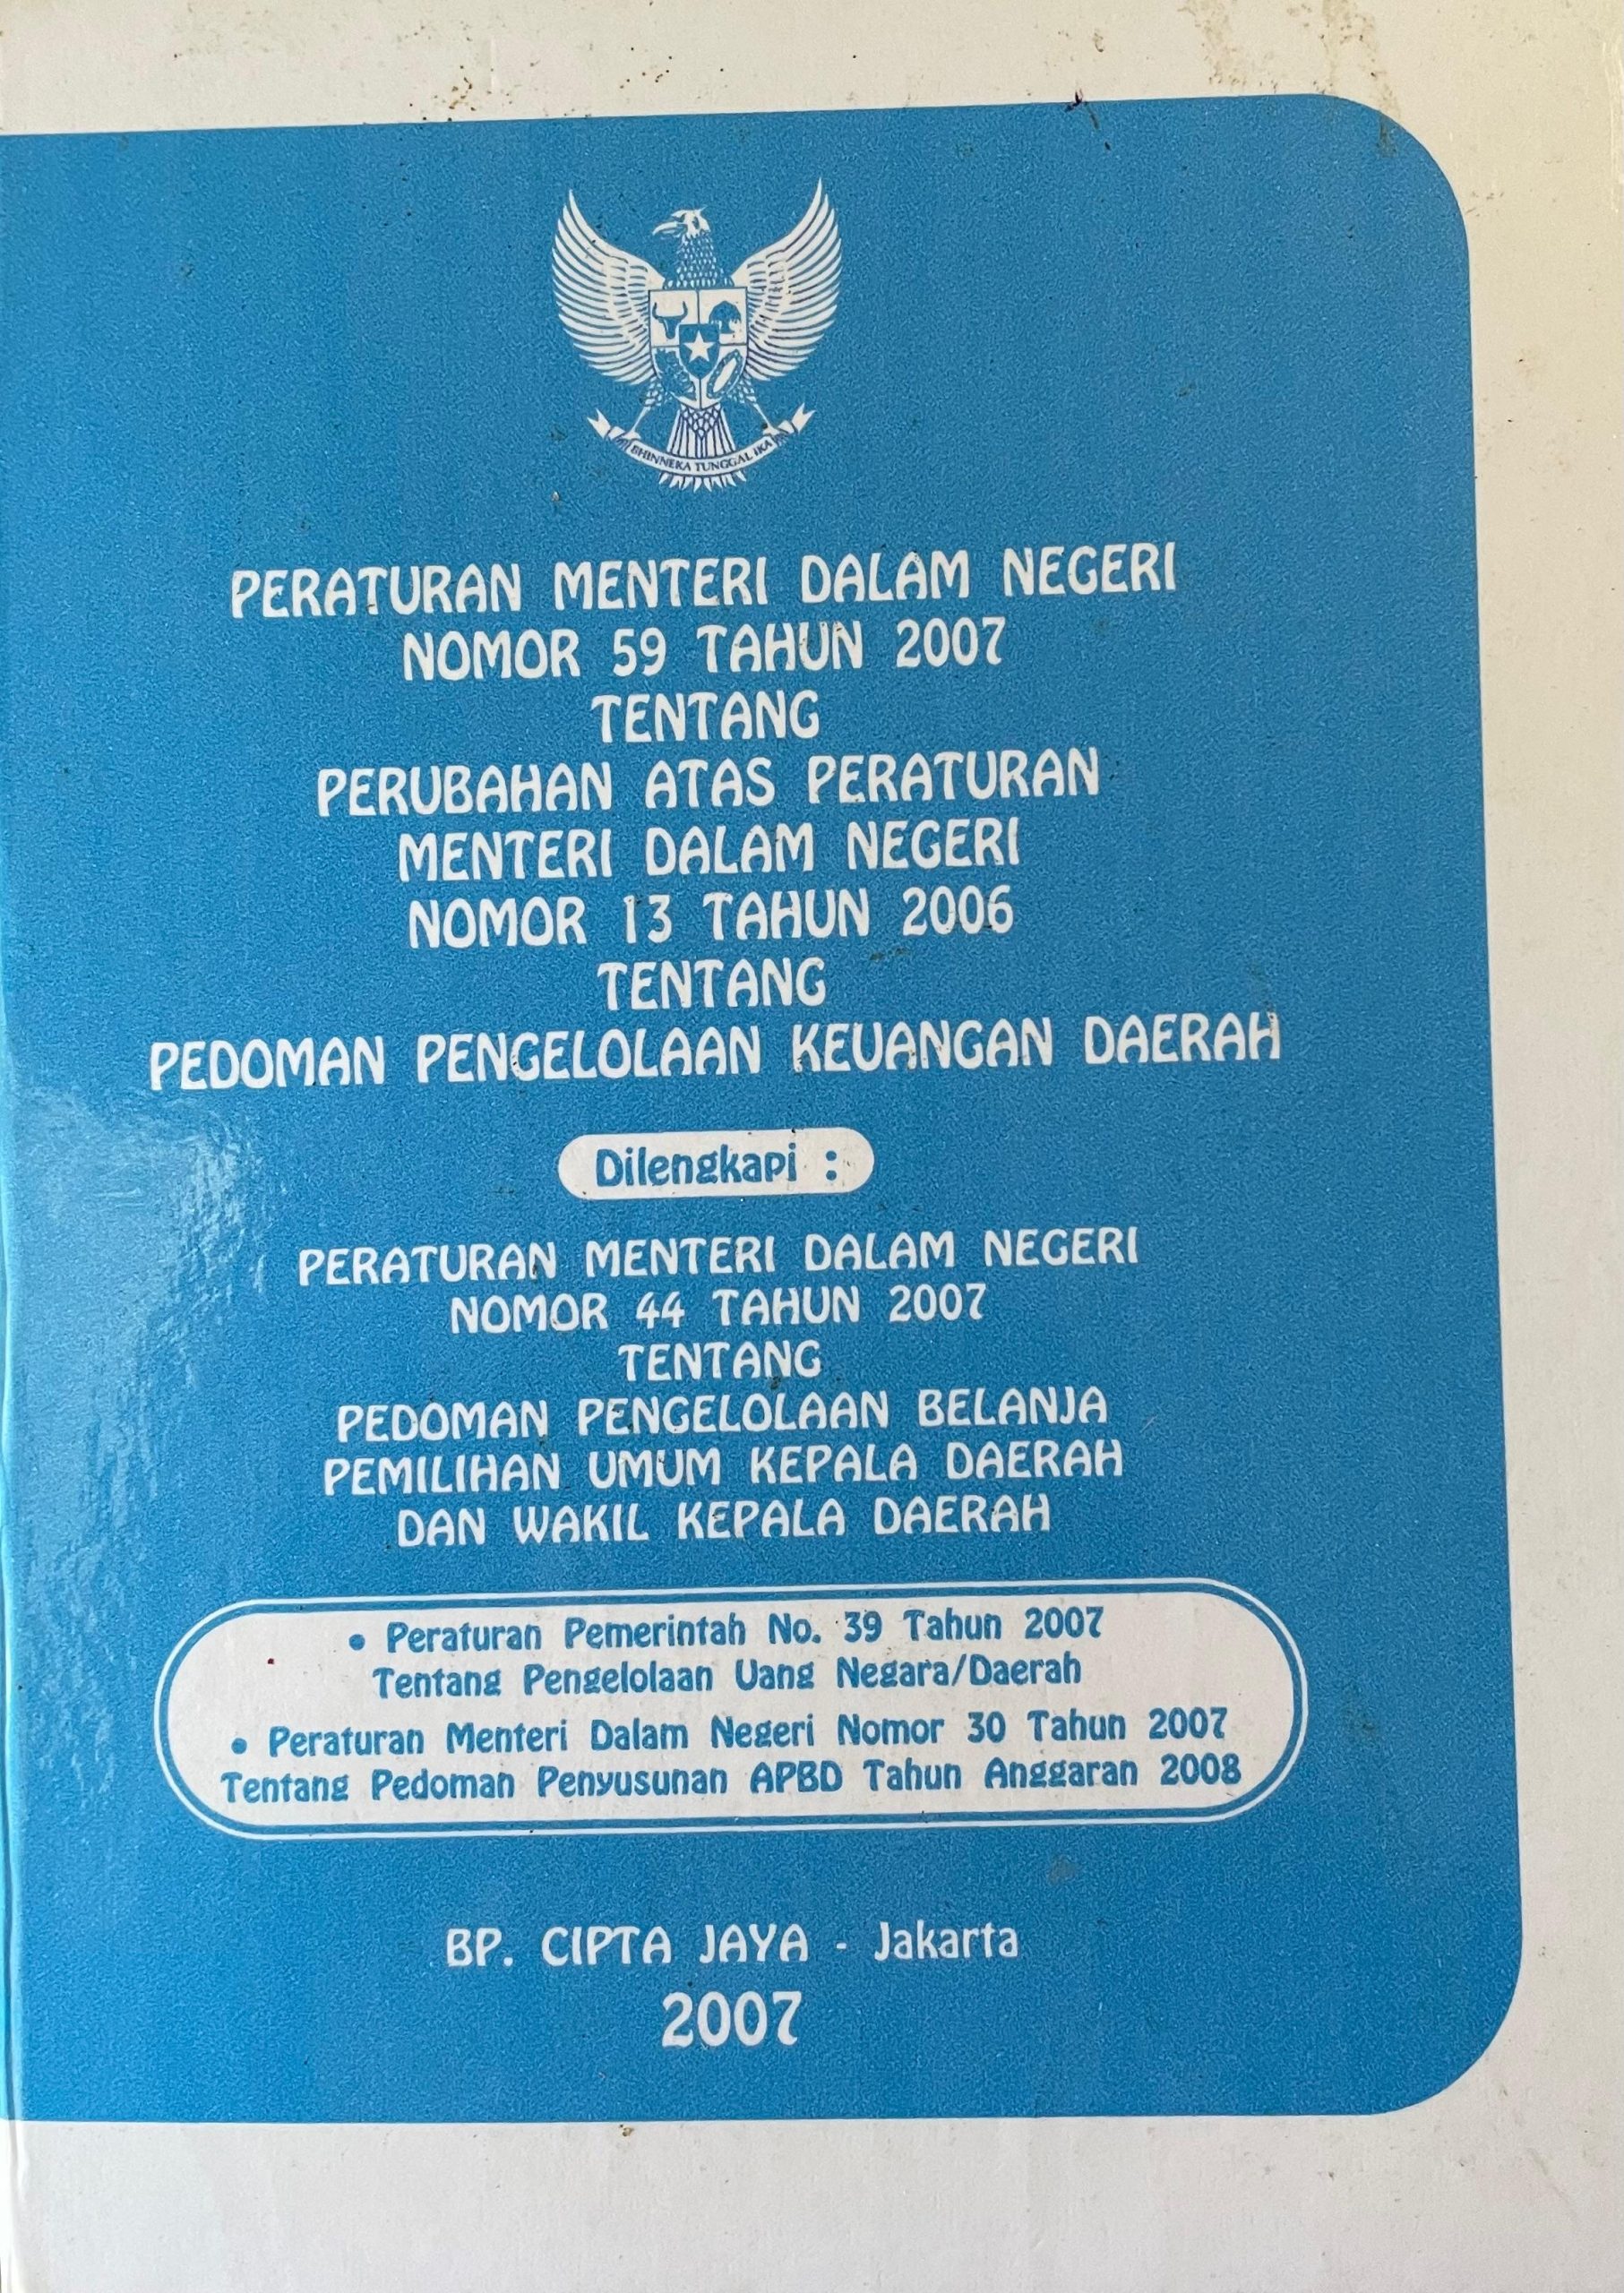 BHINNEKA TUNGGAL IKA
PERATURAN MENTERI DALAM NEGERI
NOMOR 59 TAHUN 2007
TENTANG
PERUBAHAN ATAS PERATURAN
MENTERI DALAM NEGERI
NOMOR 13 TAHUN 2006
TENTANG
PEDOMAN PENGELOLAAN KEUANGAN DAERAH
Dilengkapi :
PERATURAN MENTERI DALAM NEGERI
NOMOR 44 TAHUN 2007
TENTANG
PEDOMAN PENGELOLAAN BELANJA
PEMILIHAN UMUM KEPALA DAERAH
DAN WAKIL KEPALA DAERAH
• Peraturan Pemerintah No. 39 Tahun 2007
Tentang Pengelolaan Uang Negara/Daerah
• Peraturan Menteri Dalam Negeri Nomor 30 Tahun 2007
Tentang Pedoman Penyusunan APBD Tahun Anggaran 2008
BP. CIPTA JAYA - Jakarta
2007